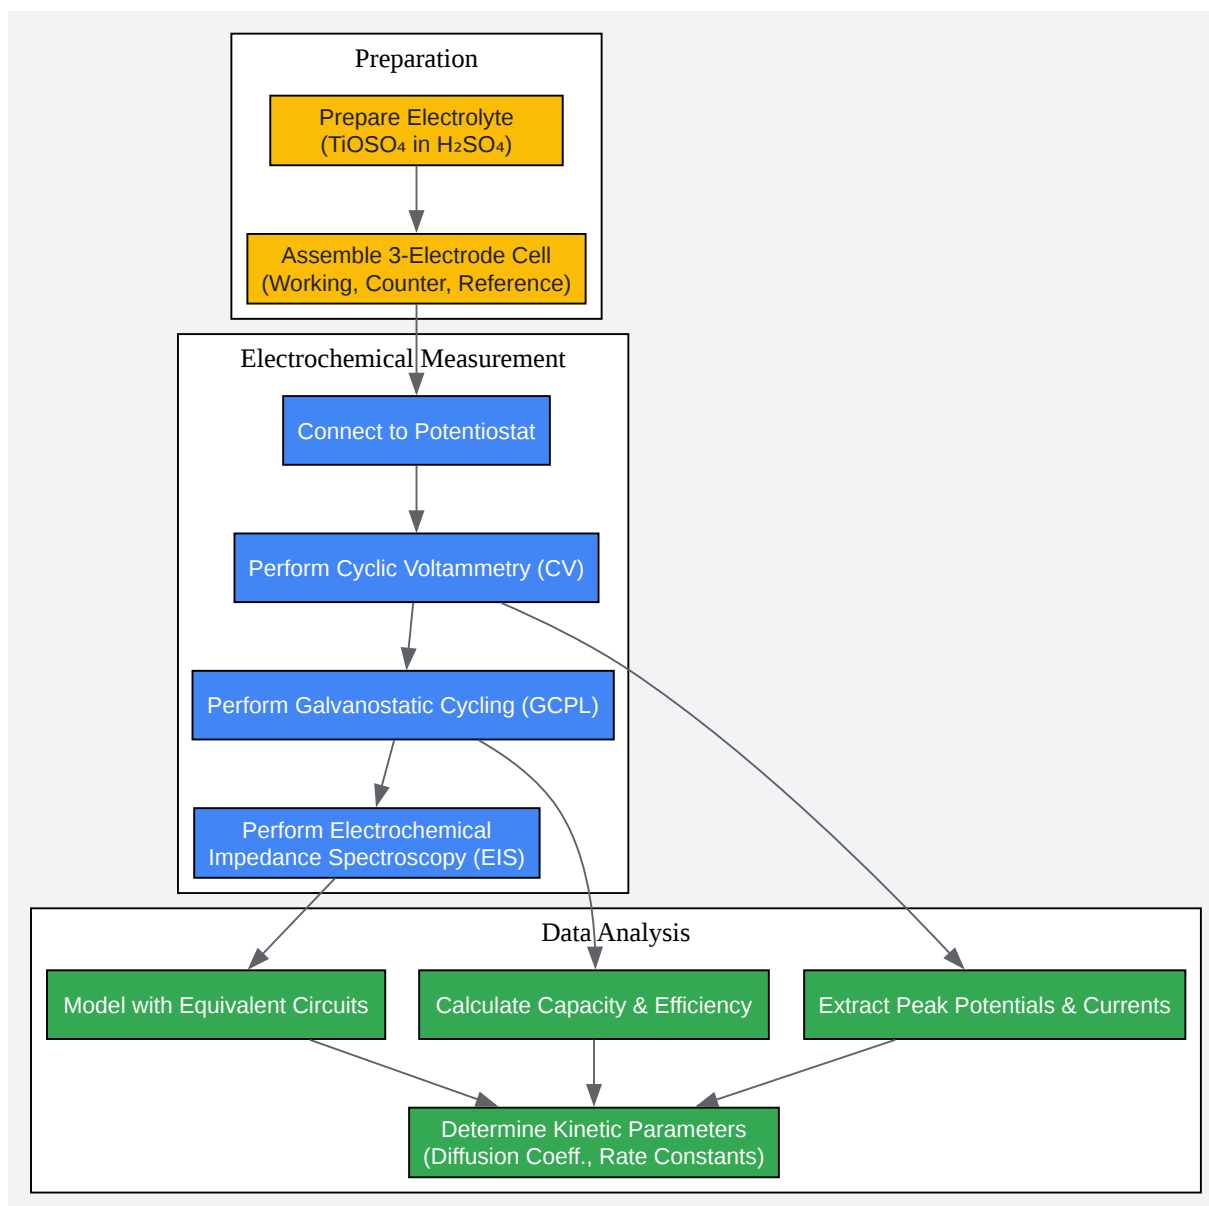 Preparation
Prepare Electrolyte
(TiOSO₄ in H₂SO₄)
Assemble 3-Electrode Cell
(Working, Counter, Reference)
Electrochemical Measurement
Connect to Potentiostat
Perform Cyclic Voltammetry (CV)
Perform Galvanostatic Cycling (GCPL)
Perform Electrochemical
Impedance Spectroscopy (EIS)
Data Analysis
Model with Equivalent Circuits
Calculate Capacity & Efficiency
Extract Peak Potentials & Currents
Determine Kinetic Parameters
(Diffusion Coeff., Rate Constants)